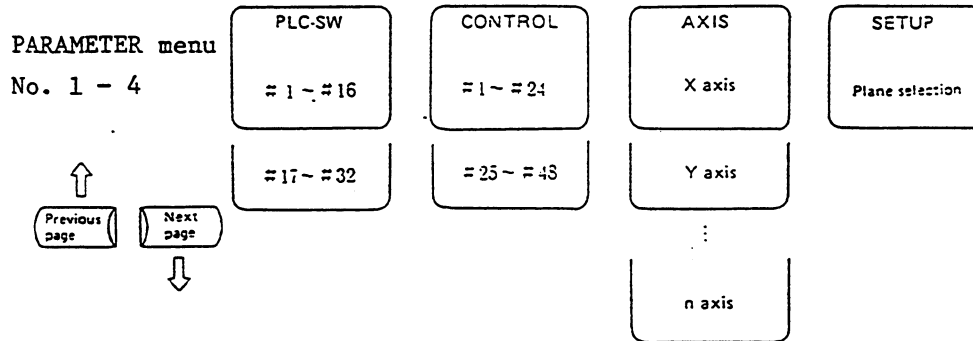 PLC-SW
CONTROL
AXIS
SETUP
PARAMETER menu
No. 1 - 4
# 1 ~ #16
# 1 ~ # 24
X axis
Plane selection
# 17 ~ # 32
# 25 ~ # 48
Y axis
Previous page
Next page
⋮
n axis